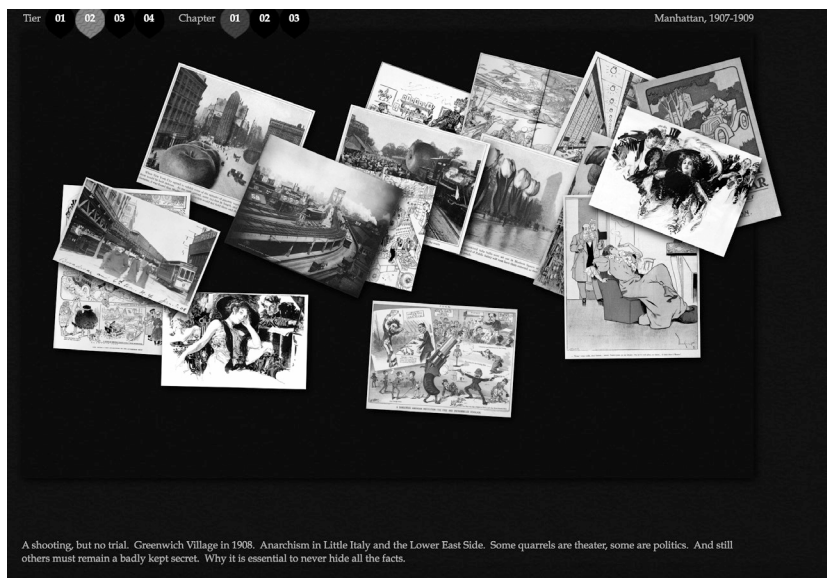 Tier 01 02 03 04 Chapter 01 02 03 Manhattan, 1907-1909
A shooting, but no trial. Greenwich Village in 1908. Anarchism in Little Italy and the Lower East Side. Some quarrels are theater, some are politics. And still
others must remain a badly kept secret. Why it is essential to never hide all the facts.